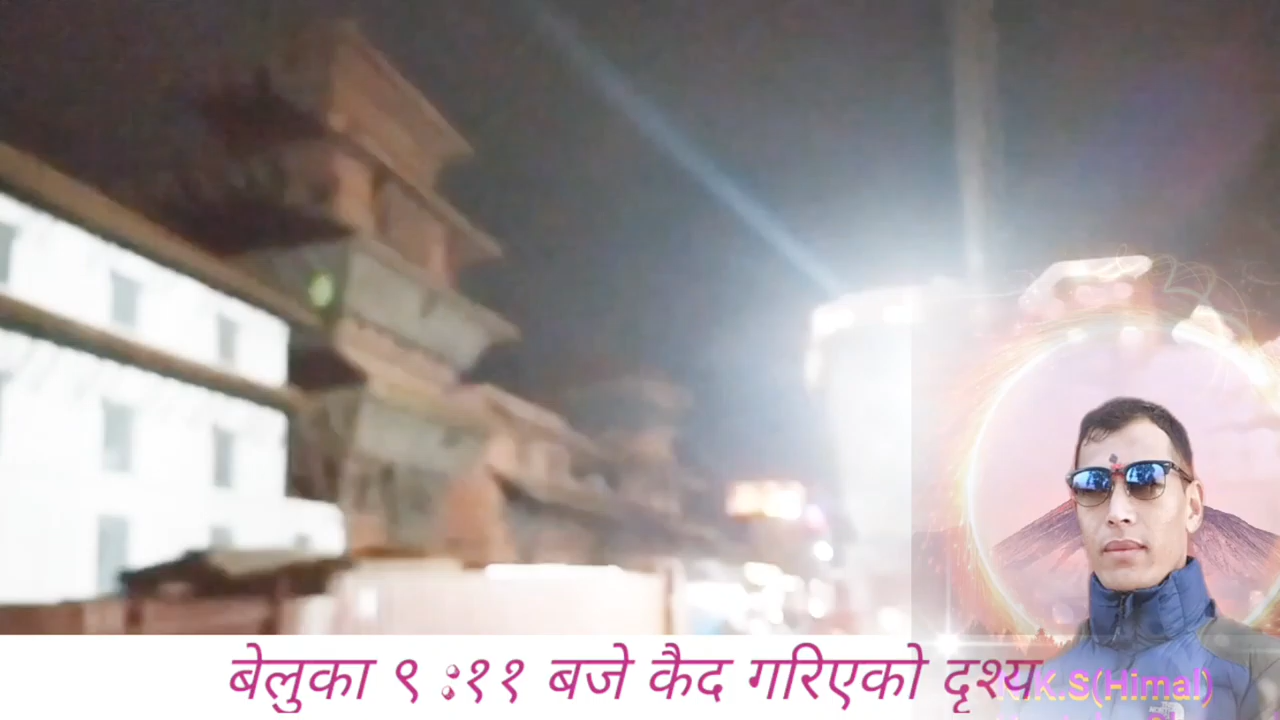 बेलुका ९ :११ बजे कैद गरिएको दृश्य
N.K.S(Himal)